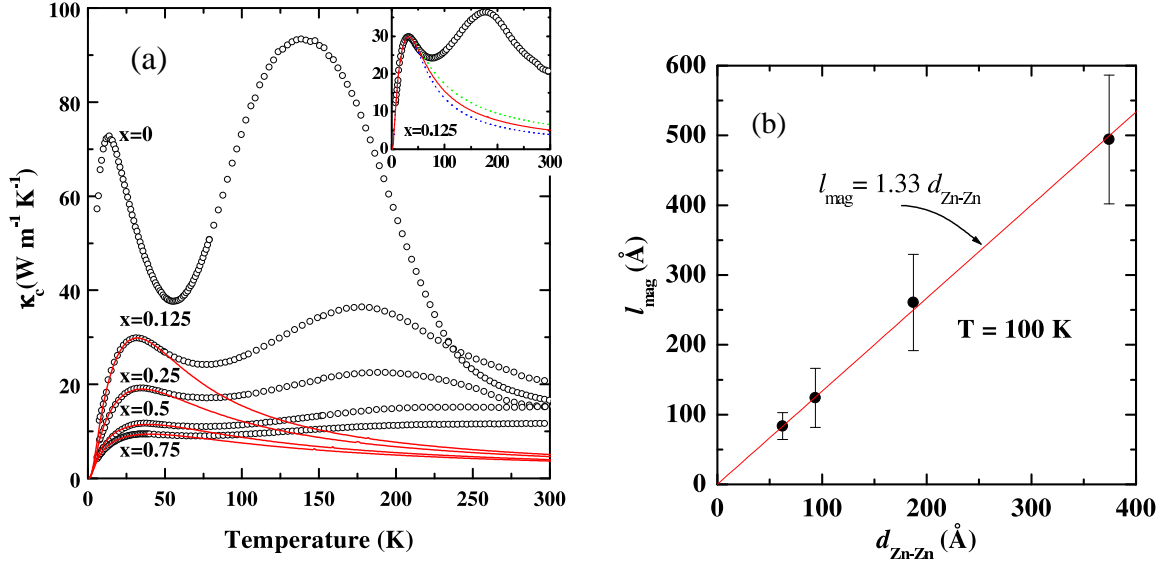 (a)
κc(W m-1 K-1)
100
80
60
40
20
0
x=0
x=0.125
x=0.25
x=0.5
x=0.75
0 50 100 150 200 250 300
Temperature (K)
30
20
10
0
x=0.125
0 100 200 300
(b)
lmag (Å)
600
500
400
300
200
100
0
lmag = 1.33 dZn-Zn
T = 100 K
0 100 200 300 400
dZn-Zn (Å)